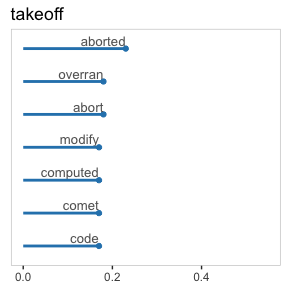 takeoff
aborted
overran
abort
modify
computed
comet
code
0.0 0.2 0.4